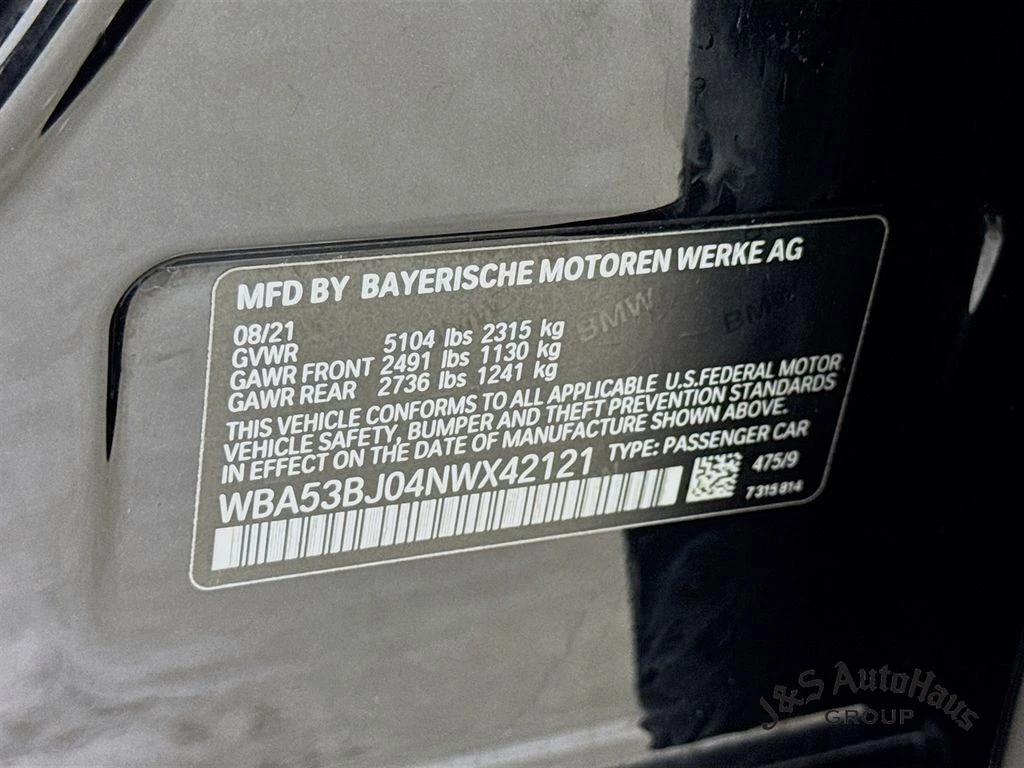 MFD BY BAYERISCHE MOTOREN WERKE AG
08/21
GVWR 5104 lbs 2315 kg
GAWR FRONT 2491 lbs 1130 kg
GAWR REAR 2736 lbs 1241 kg
BMW BMW
THIS VEHICLE CONFORMS TO ALL APPLICABLE U.S.FEDERAL MOTOR
VEHICLE SAFETY, BUMPER AND THEFT PREVENTION STANDARDS
IN EFFECT ON THE DATE OF MANUFACTURE SHOWN ABOVE.
WBA53BJ04NWX42121 TYPE: PASSENGER CAR
475/9
7315814
J&S AutoHaus
GROUP